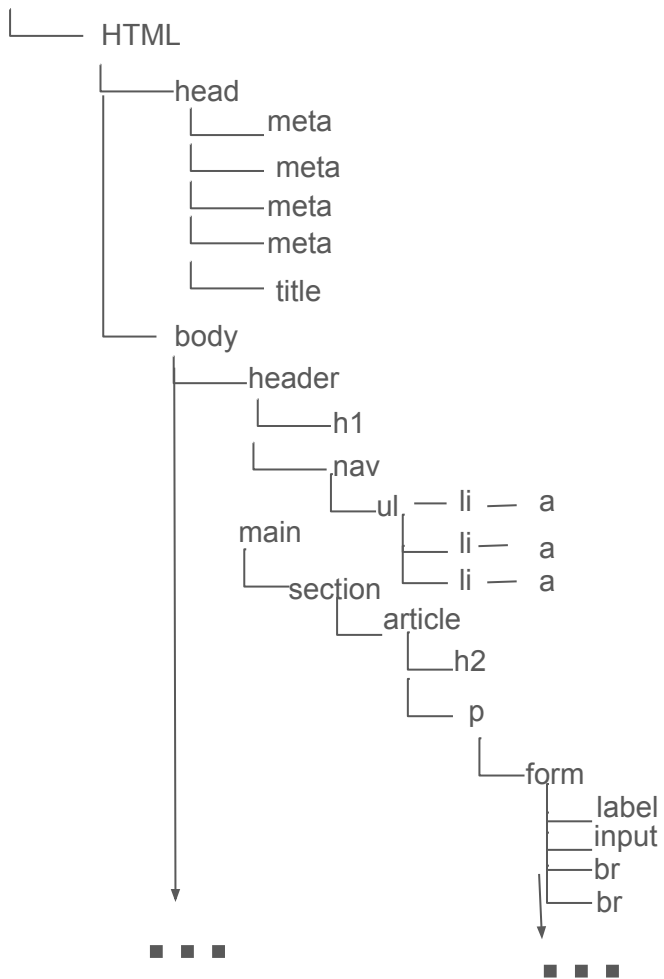 HTML
head
meta
meta
meta
meta
title
body
header
h1
nav
ul li a
main
li a
section
li a
article
h2
p
form
label
input
br
br